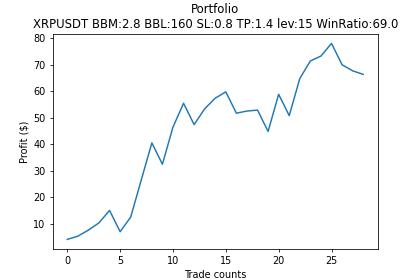 Portfolio
XRPUSDT BBM:2.8 BBL:160 SL:0.8 TP:1.4 lev:15 WinRatio:69.0
80
70
60
50
40
30
20
10
Profit ($)
0 5 10 15 20 25
Trade counts